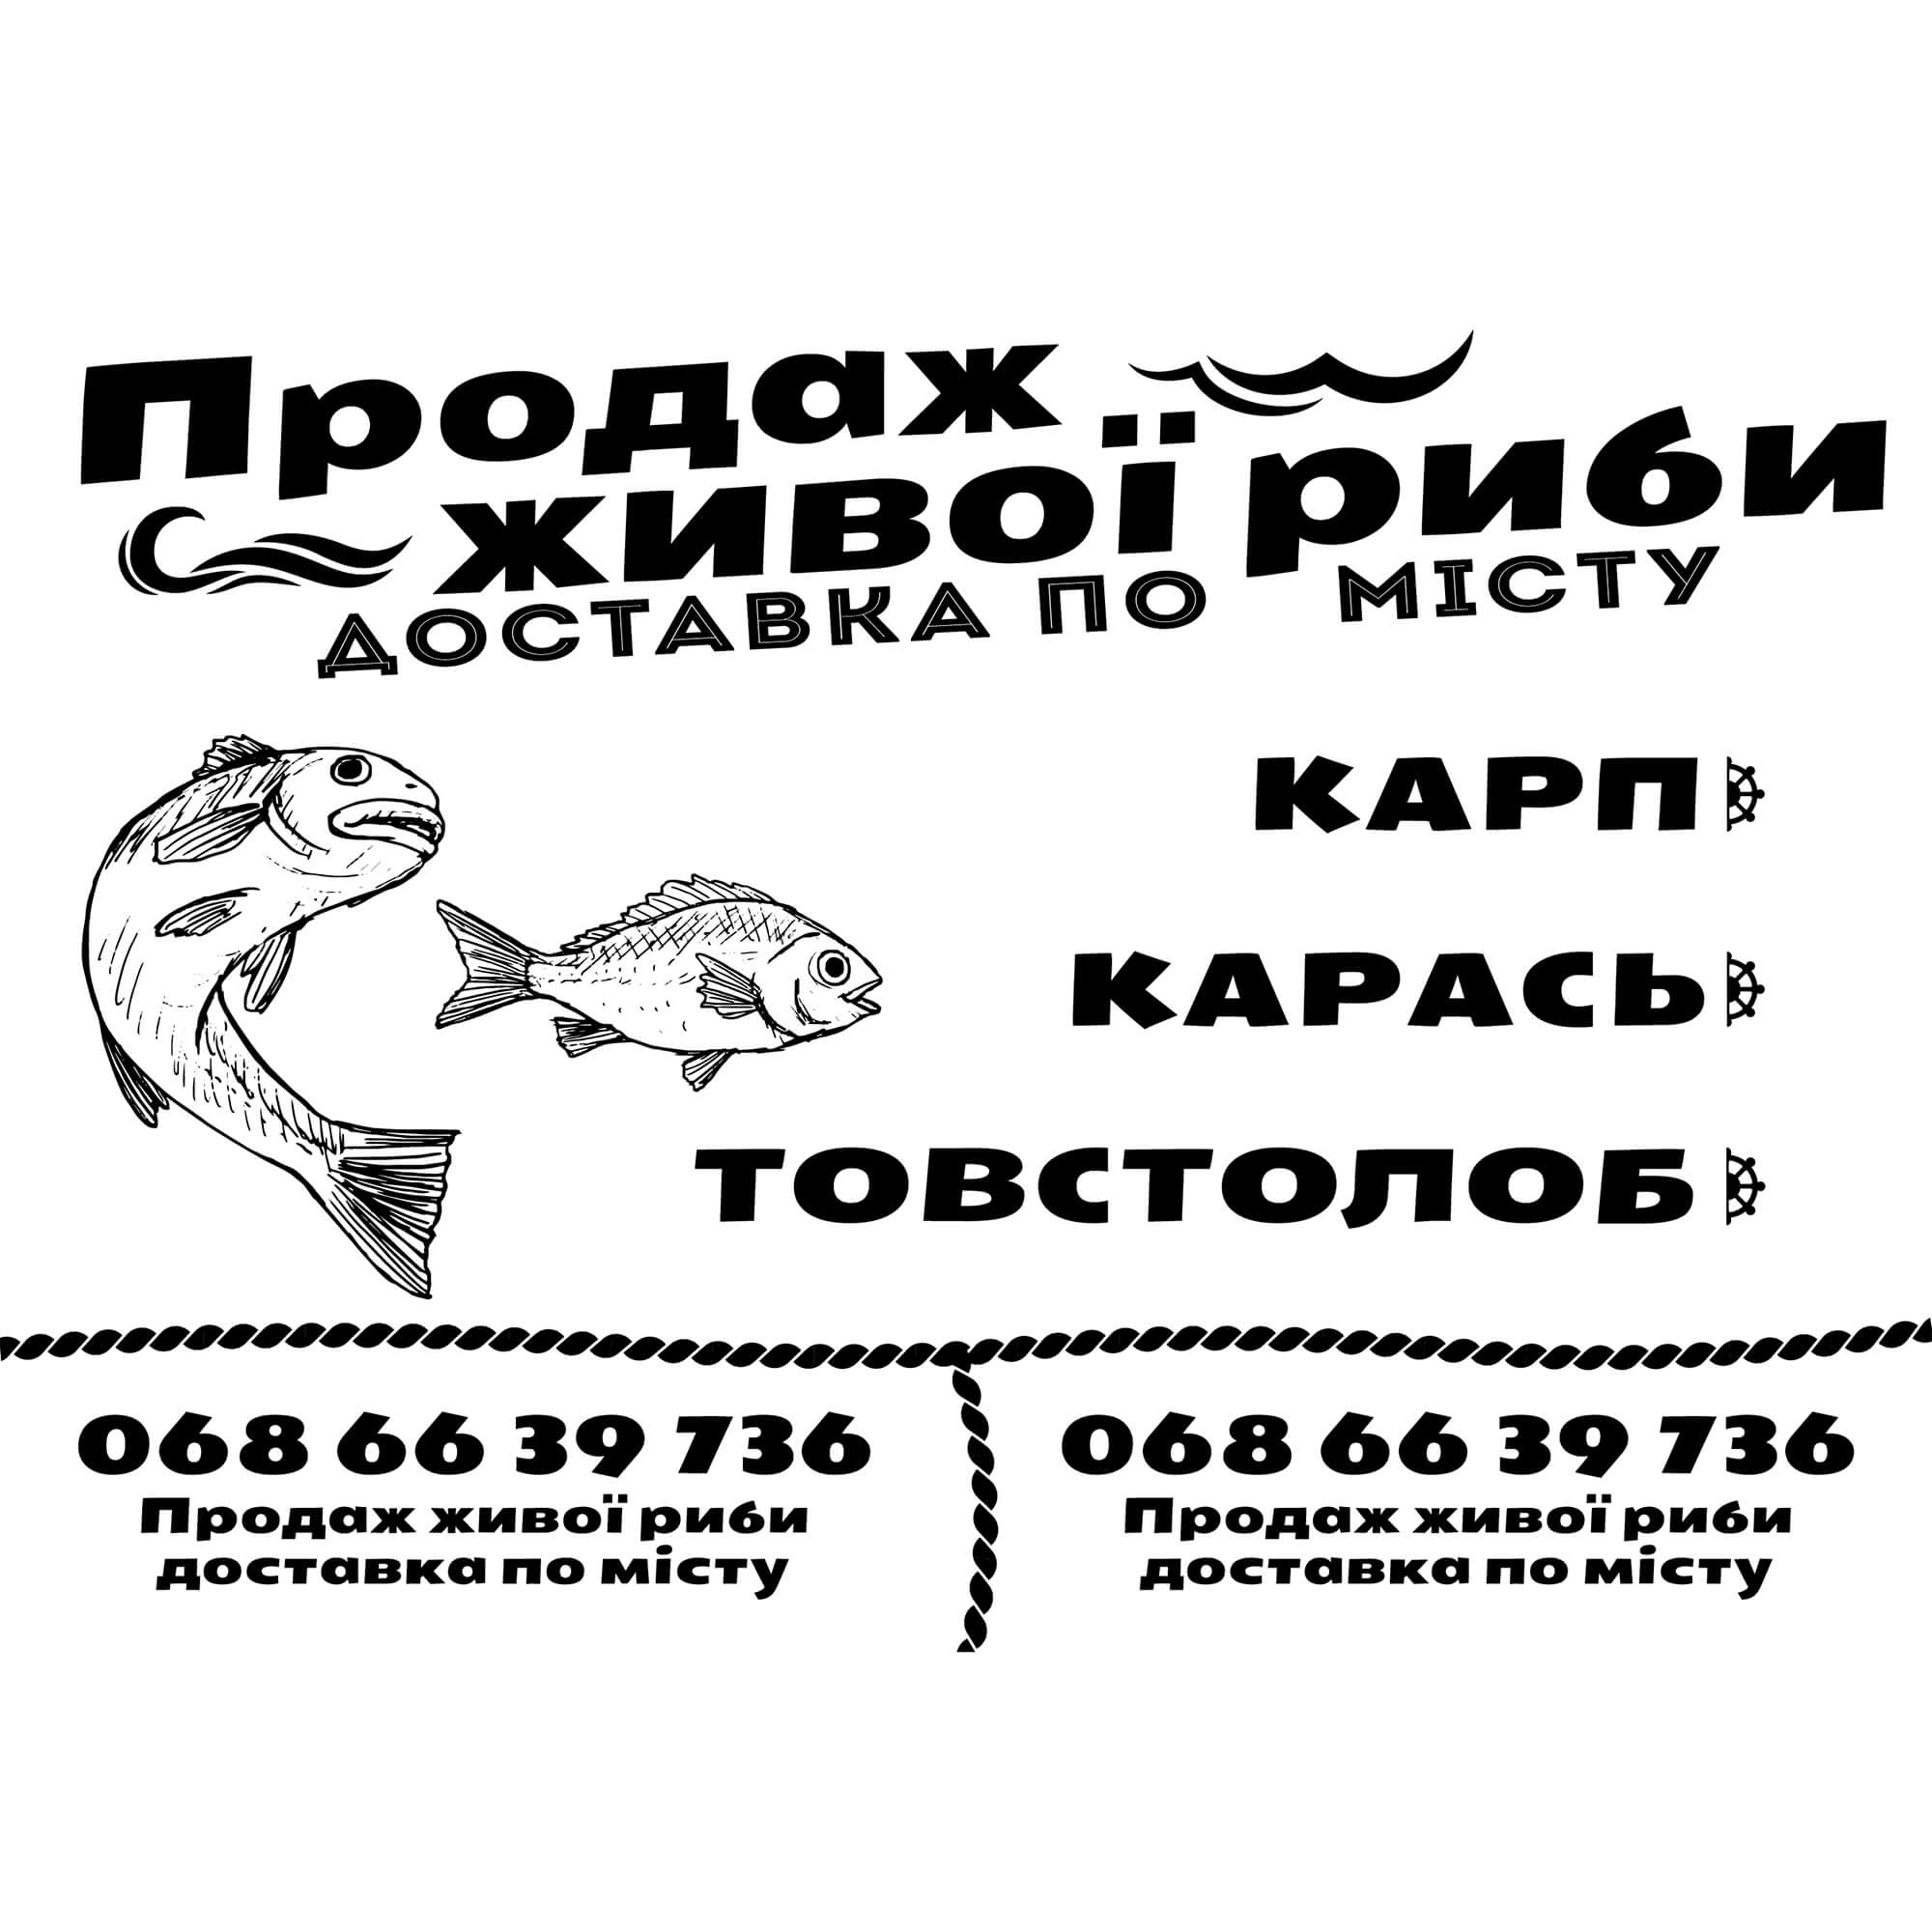 Продаж
живої риби
ДОСТАВКА ПО МІСТУ
КАРП
КАРАСЬ
ТОВСТОЛОБ
068 66 39 736
Продаж живої риби
доставка по місту
068 66 39 736
Продаж живої риби
доставка по місту